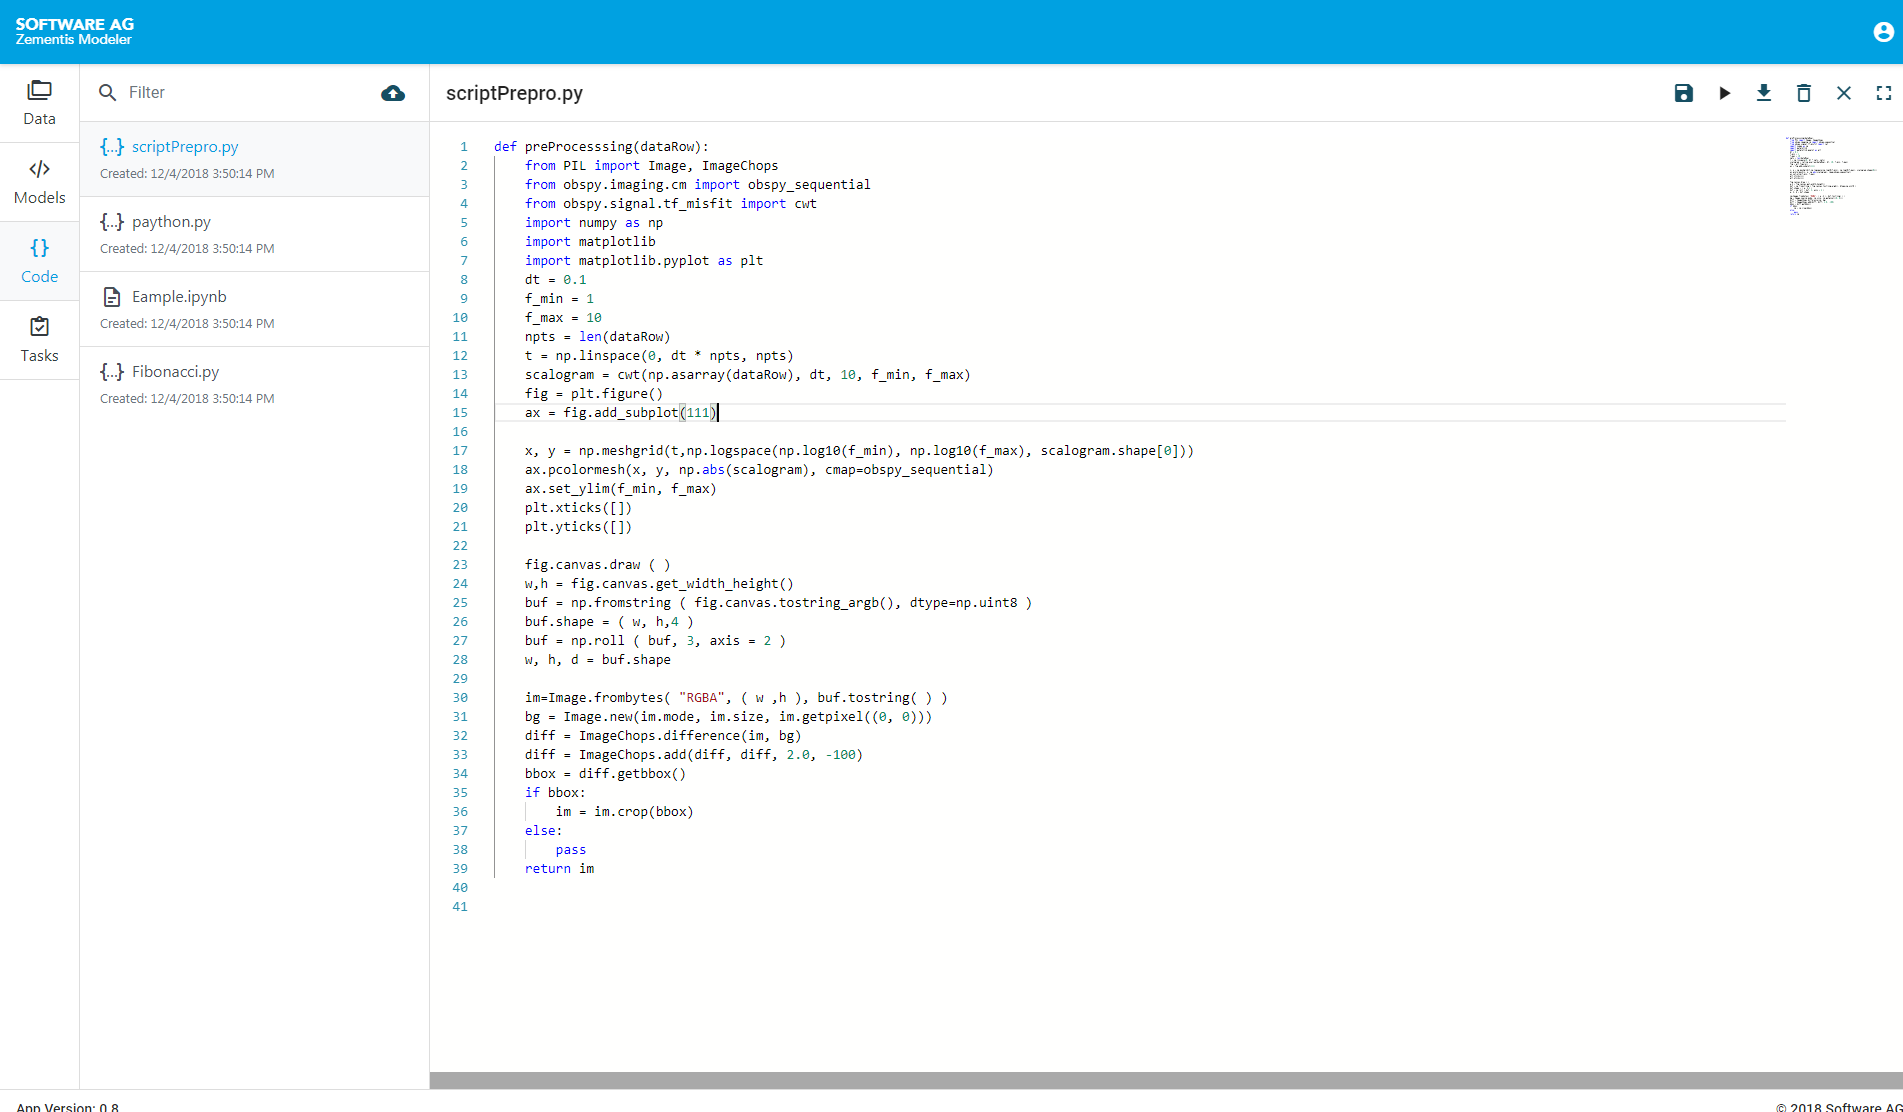 SOFTWARE AG
Zementis Modeler
Data
Models
Code
Tasks
Filter
scriptPrepro.py
Created: 12/4/2018 3:50:14 PM
paython.py
Created: 12/4/2018 3:50:14 PM
Eample.ipynb
Created: 12/4/2018 3:50:14 PM
Fibonacci.py
Created: 12/4/2018 3:50:14 PM
scriptPrepro.py
1 def preProcesssing(dataRow):
2 from PIL import Image, ImageChops
3 from obspy.imaging.cm import obspy_sequential
4 from obspy.signal.tf_misfit import cwt
5 import numpy as np
6 import matplotlib
7 import matplotlib.pyplot as plt
8 dt = 0.1
9 f_min = 1
10 f_max = 10
11 npts = len(dataRow)
12 t = np.linspace(0, dt * npts, npts)
13 scalogram = cwt(np.asarray(dataRow), dt, 10, f_min, f_max)
14 fig = plt.figure()
15 ax = fig.add_subplot(111)
16
17 x, y = np.meshgrid(t,np.logspace(np.log10(f_min), np.log10(f_max), scalogram.shape[0]))
18 ax.pcolormesh(x, y, np.abs(scalogram), cmap=obspy_sequential)
19 ax.set_ylim(f_min, f_max)
20 plt.xticks([])
21 plt.yticks([])
22
23 fig.canvas.draw ( )
24 w,h = fig.canvas.get_width_height()
25 buf = np.fromstring ( fig.canvas.tostring_argb(), dtype=np.uint8 )
26 buf.shape = ( w, h,4 )
27 buf = np.roll ( buf, 3, axis = 2 )
28 w, h, d = buf.shape
29
30 im=Image.frombytes( "RGBA", ( w ,h ), buf.tostring( ) )
31 bg = Image.new(im.mode, im.size, im.getpixel((0, 0)))
32 diff = ImageChops.difference(im, bg)
33 diff = ImageChops.add(diff, diff, 2.0, -100)
34 bbox = diff.getbbox()
35 if bbox:
36 im = im.crop(bbox)
37 else:
38 pass
39 return im
40
41
App Version: 0.8
© 2018 Software AG